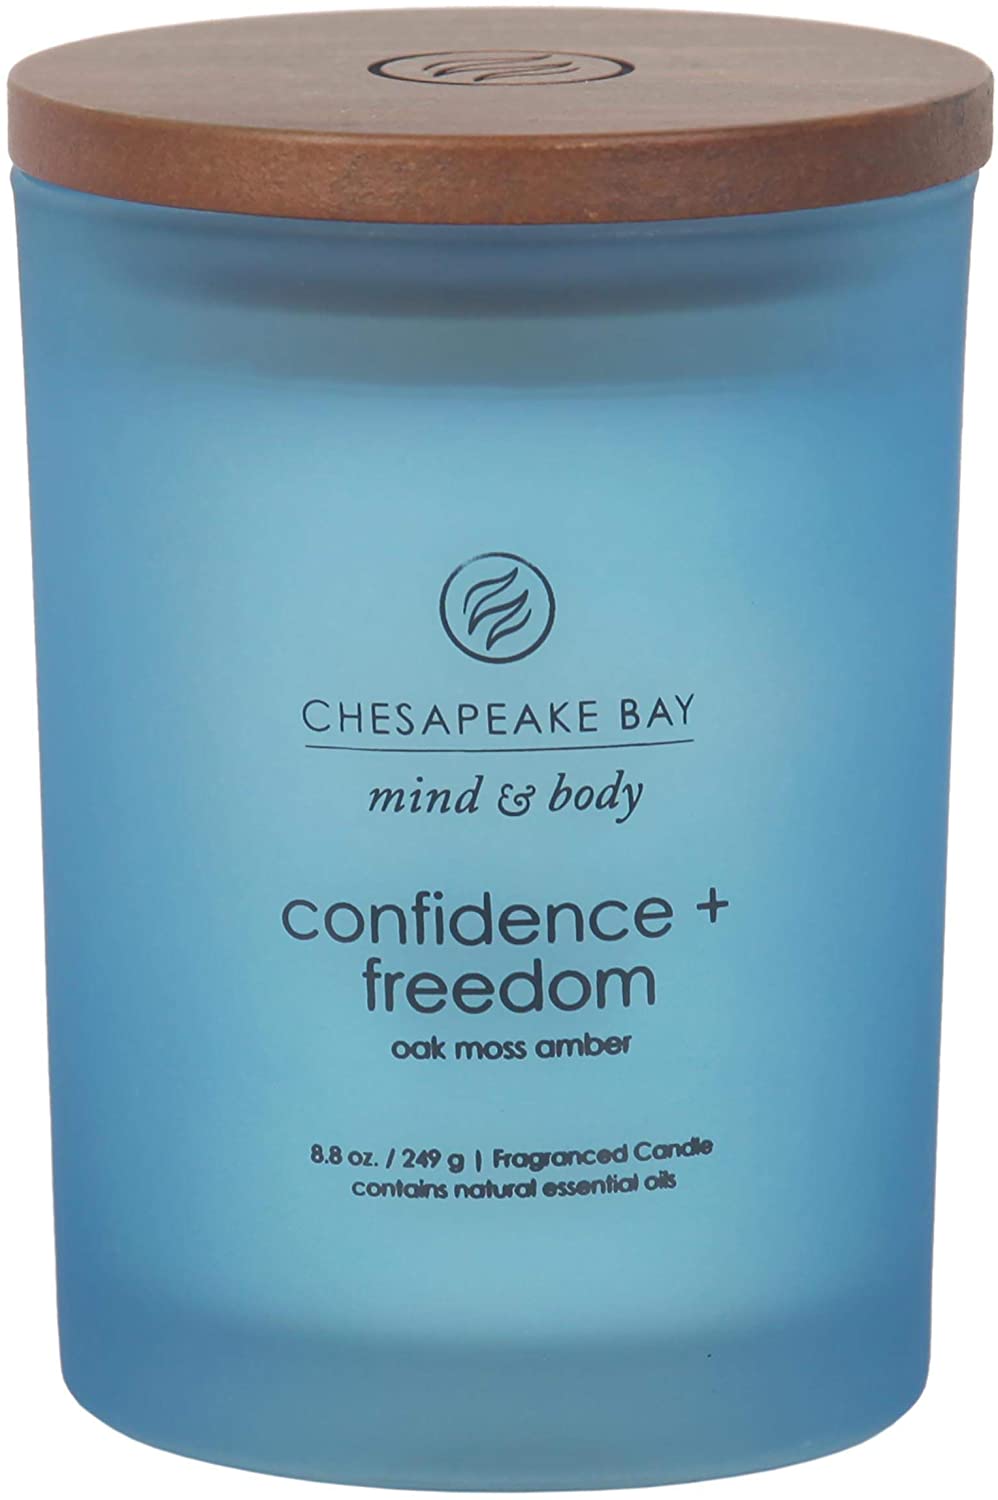 CHESAPEAKE BAY
mind & body
confidence +
freedom
oak moss amber
8.8 oz. / 249 g | Fragranced Candle
contains natural essential oils